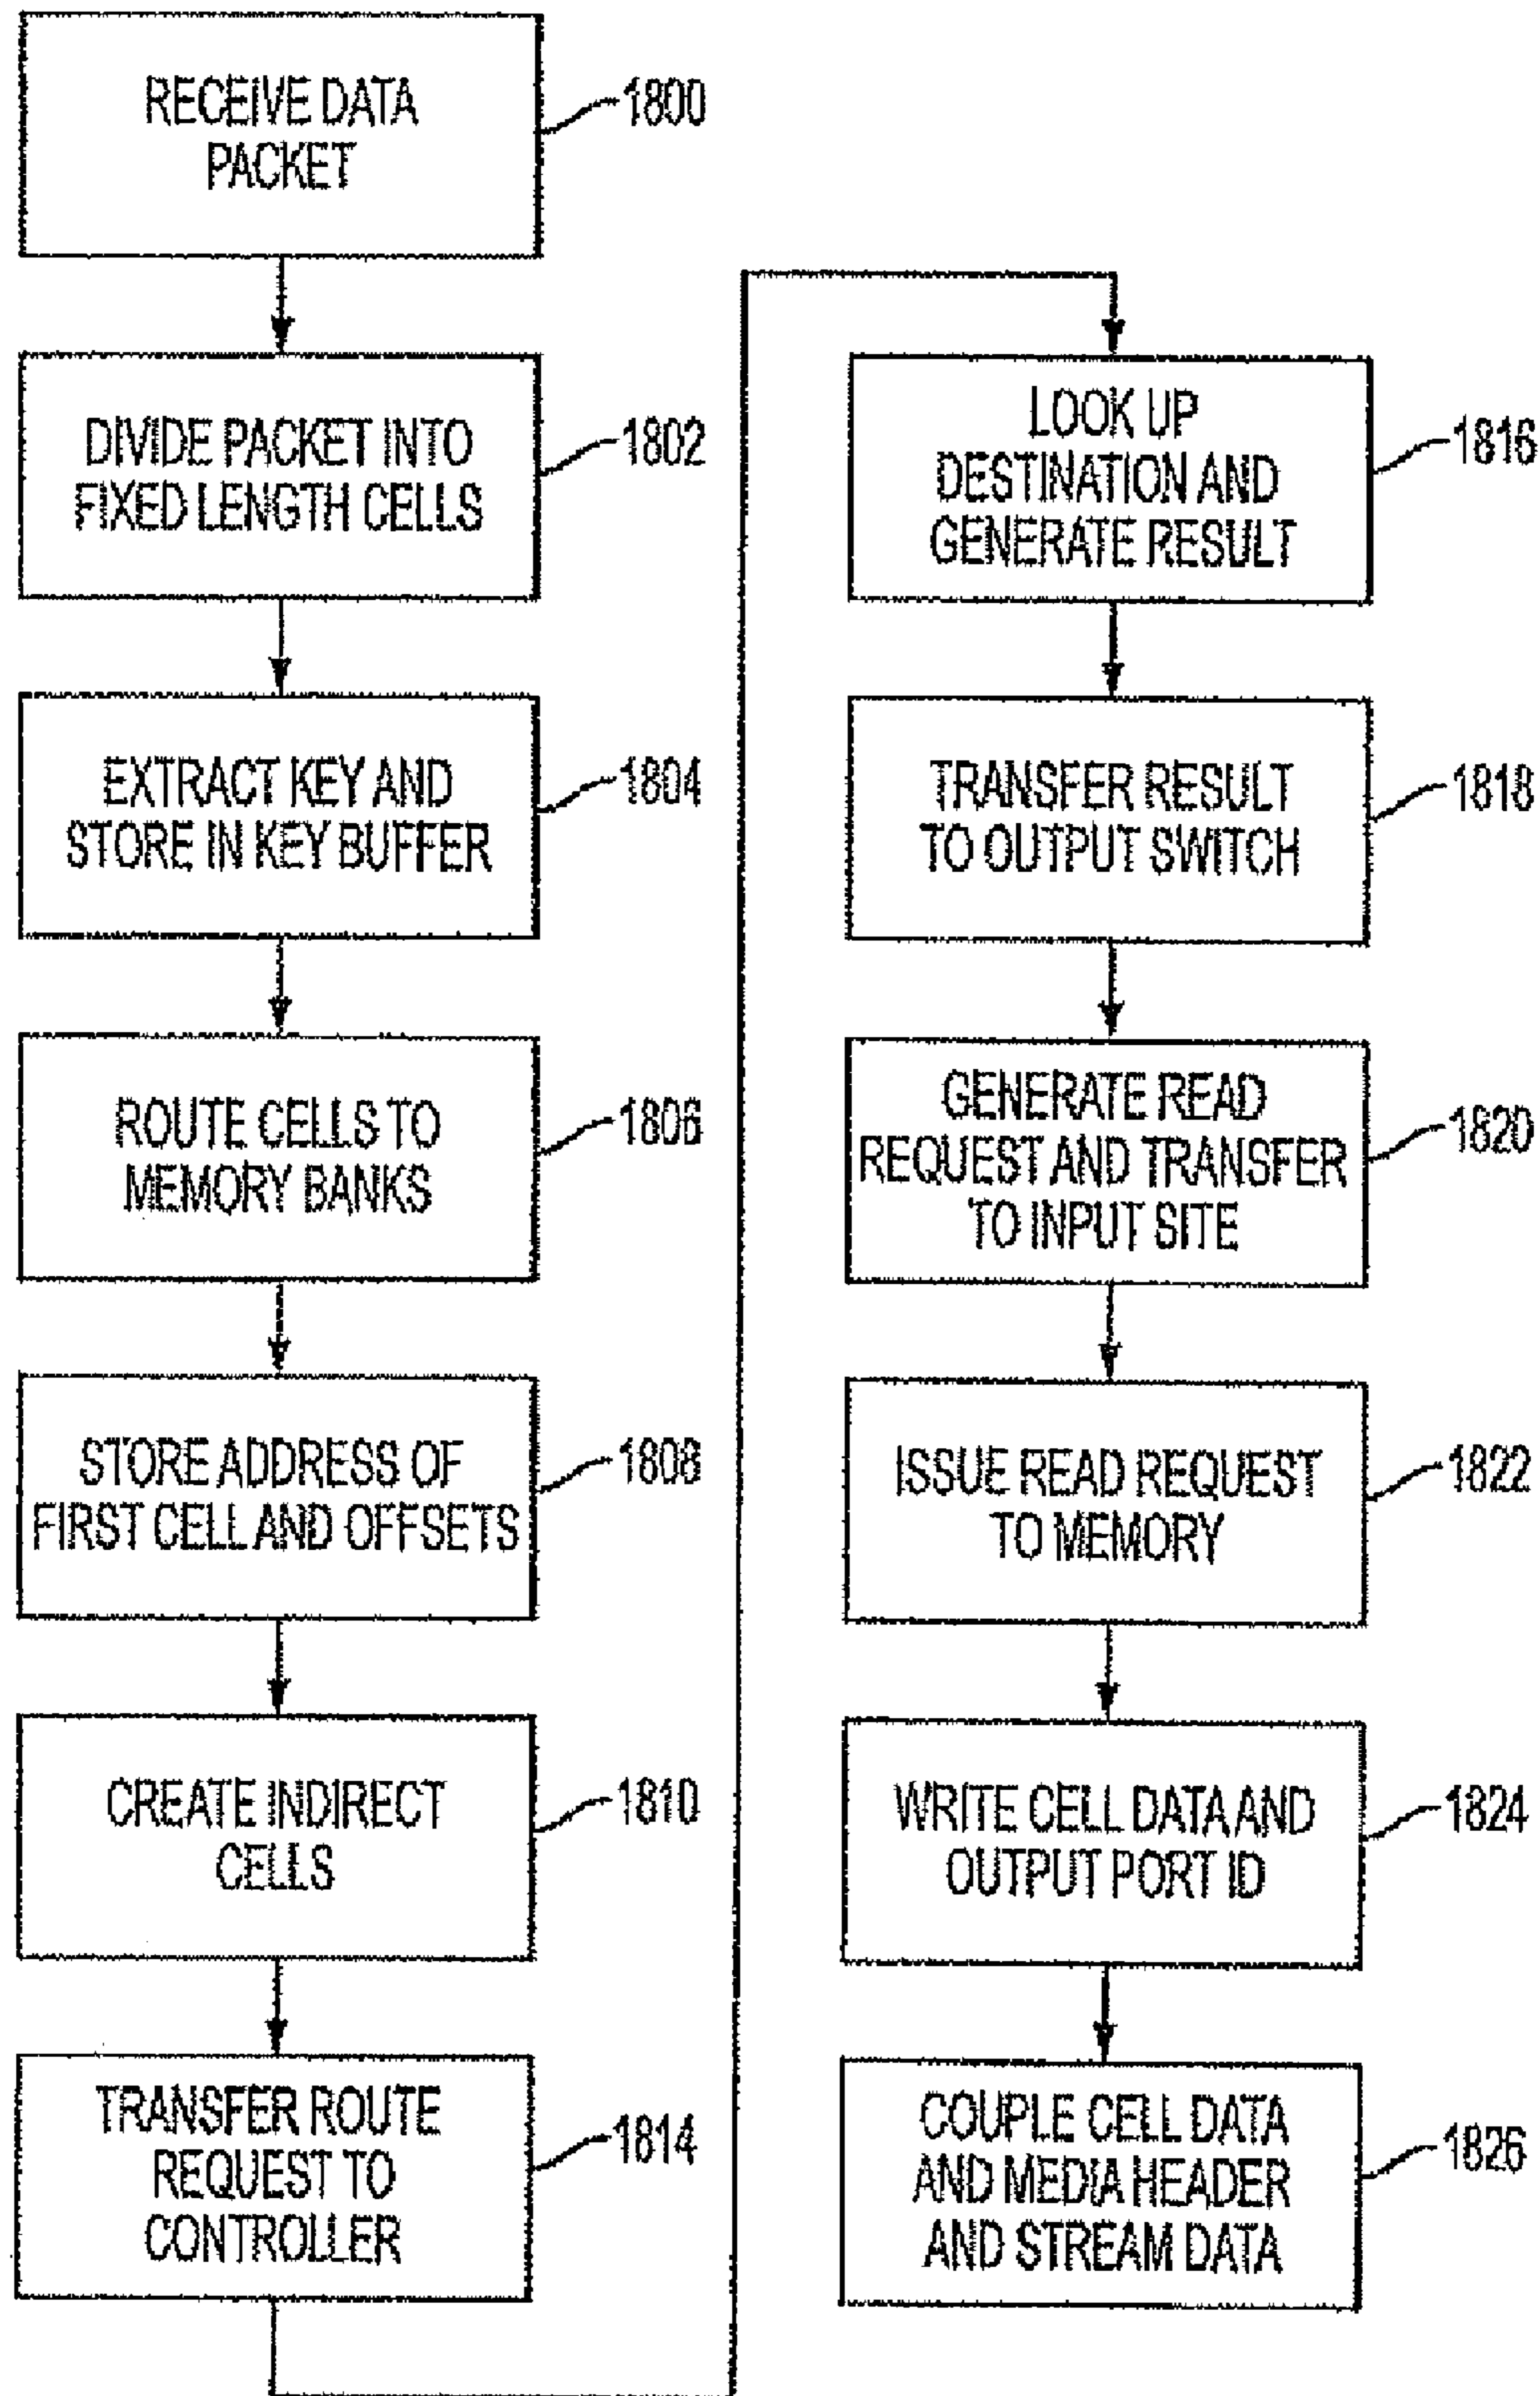 RECEIVE DATA
PACKET
1800
DIVIDE PACKET INTO
FIXED LENGTH CELLS
1802
EXTRACT KEY AND
STORE IN KEY BUFFER
1804
ROUTE CELLS TO
MEMORY BANKS
1806
STORE ADDRESS OF
FIRST CELL AND OFFSETS
1808
CREATE INDIRECT
CELLS
1810
TRANSFER ROUTE
REQUEST TO
CONTROLLER
1814
LOOK UP
DESTINATION AND
GENERATE RESULT
1816
TRANSFER RESULT
TO OUTPUT SWITCH
1818
GENERATE READ
REQUEST AND TRANSFER
TO INPUT SITE
1820
ISSUE READ REQUEST
TO MEMORY
1822
WRITE CELL DATA AND
OUTPUT PORT ID
1824
COUPLE CELL DATA
AND MEDIA HEADER
AND STREAM DATA
1826